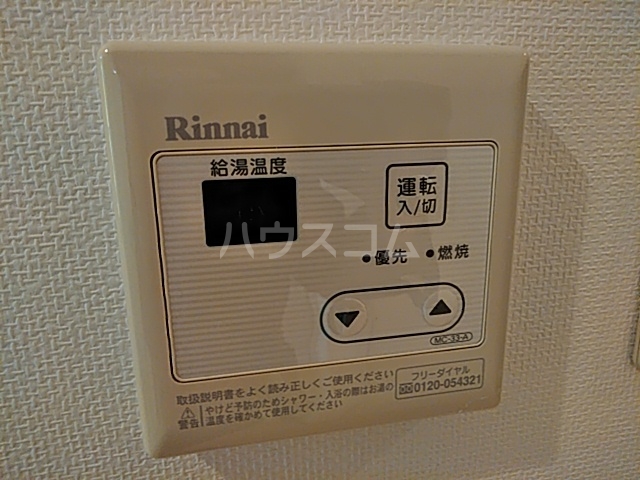 Rinnai
給湯温度
運転
入/切
ハウスコム
優先
燃焼
▼
▲
MC-33-A
取扱説明書をよく読み正しくご使用ください
フリーダイヤル
0120-054321
⚠警告 やけど予防のためシャワー・入浴の際はお湯の
温度を確かめて使用してください